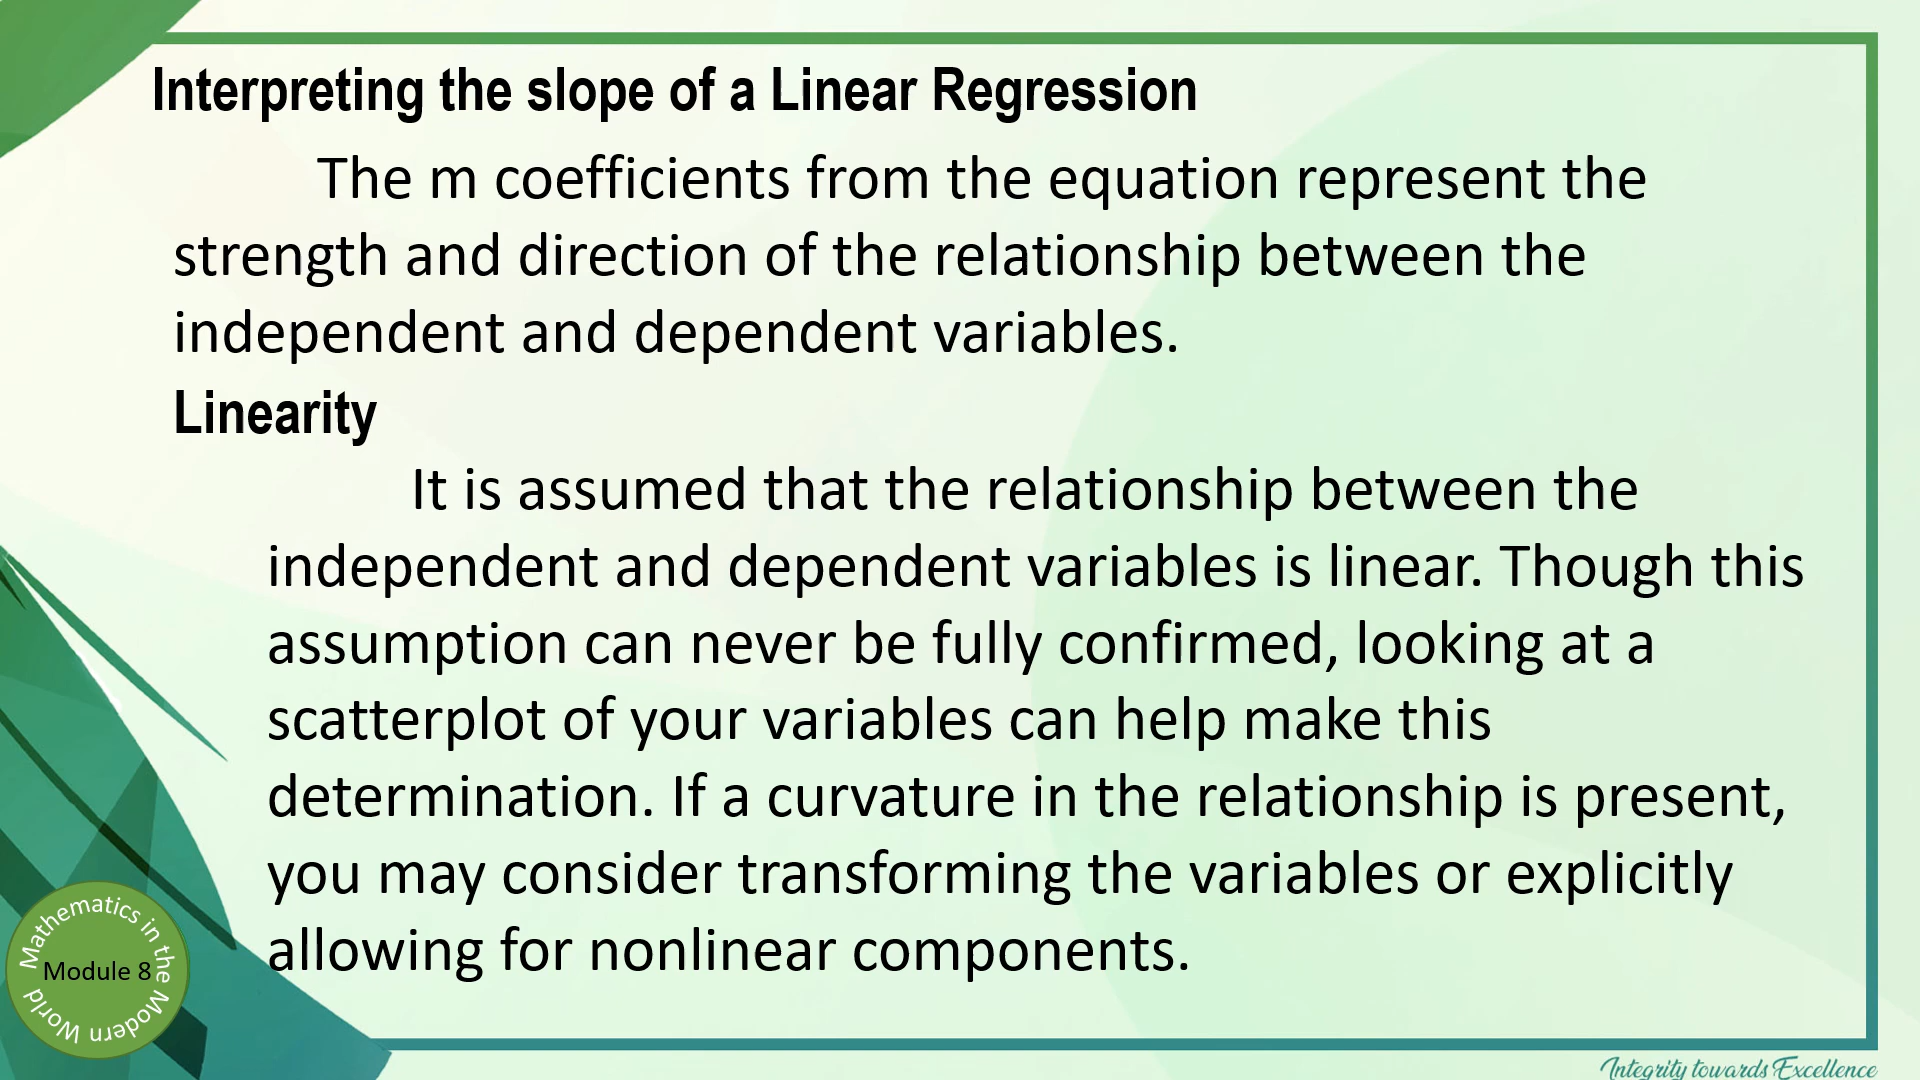 Interpreting the slope of a Linear Regression
The m coefficients from the equation represent the
strength and direction of the relationship between the
independent and dependent variables.
Linearity
It is assumed that the relationship between the
independent and dependent variables is linear. Though this
assumption can never be fully confirmed, looking at a
scatterplot of your variables can help make this
determination. If a curvature in the relationship is present,
you may consider transforming the variables or explicitly
allowing for nonlinear components.
Mathematics in the Modern World
Module 8
Integrity towards Excellence